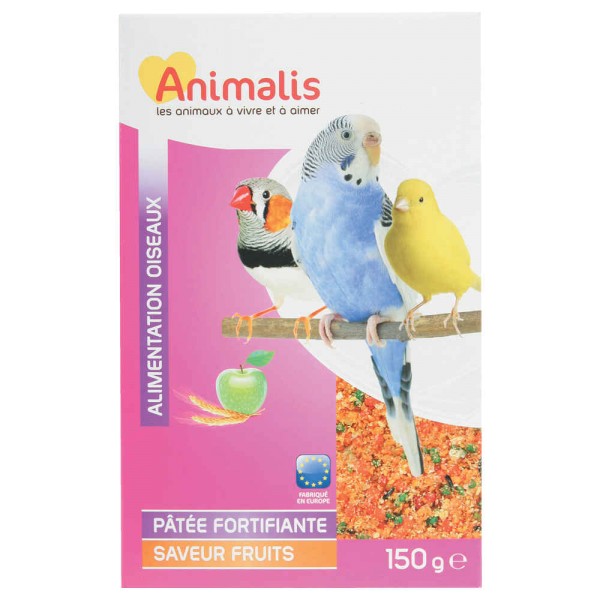 Animalis
les animaux à vivre et à aimer
ALIMENTATION OISEAUX
FABRIQUÉ
EN EUROPE
PÂTÉE FORTIFIANTE
SAVEUR FRUITS
150 g e